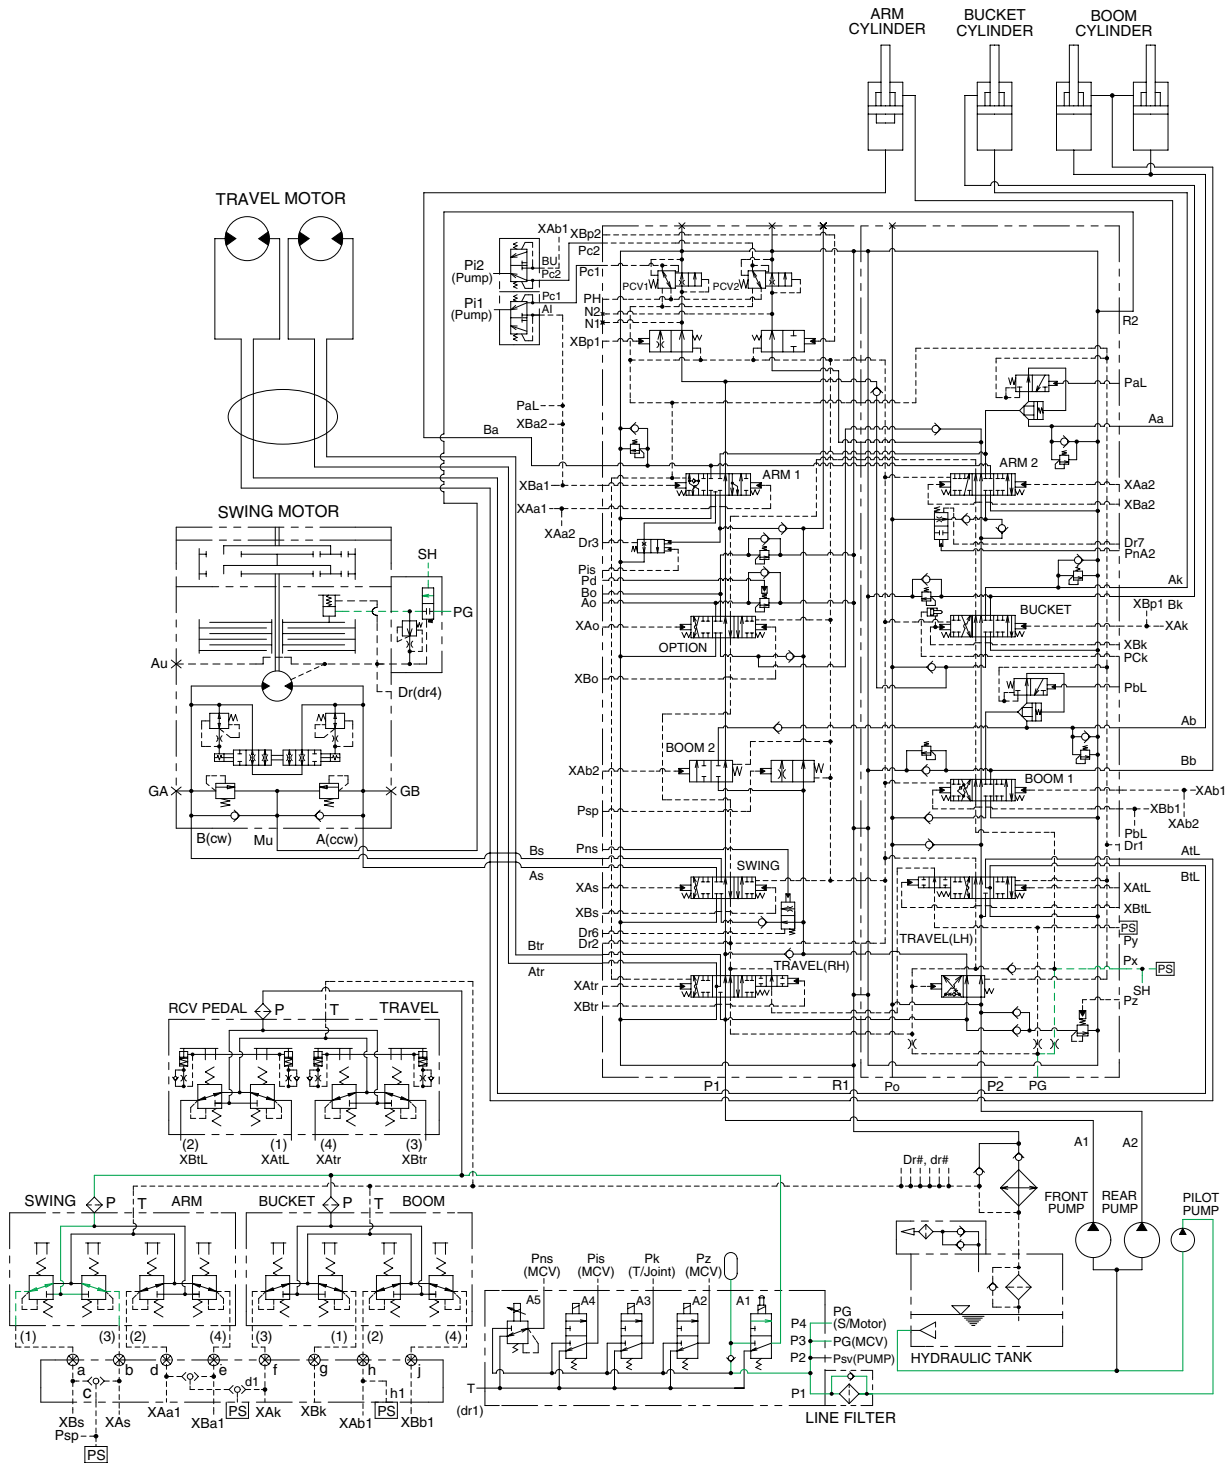 ARM
CYLINDER
BUCKET
CYLINDER
BOOM
CYLINDER
TRAVEL MOTOR
XAb1
XBp2
Pc2
BU
Pc2
Pi2
(Pump)
Pc1
Pi1
(Pump)
Pc1
AI
PCV1
PCV2
PH
N2
N1
R2
XBp1
PaL
PaL
XBa2
Aa
Ba
ARM 1
ARM 2
XBa1
XAa2
XBa2
XAa1
XAa2
SWING MOTOR
Dr3
Dr7
PnA2
SH
PG
Pis
Pd
Bo
Ao
Ak
XBp1
Bk
BUCKET
XAo
XAk
OPTION
XBk
PCk
Au
XBo
PbL
Dr(dr4)
Ab
BOOM 2
Bb
XAb2
BOOM 1
XAb1
GA
GB
Psp
XBb1
XAb2
PbL
Dr1
B(cw)
Mu
A(ccw)
Bs
Pns
AtL
As
SWING
BtL
XAs
XAtL
XBs
XBtL
Dr6
Dr2
PS
Py
TRAVEL(LH)
Btr
Px
PS
Atr
TRAVEL(RH)
SH
XAtr
Pz
XBtr
RCV PEDAL
P
T
TRAVEL
P1
R1
Po
P2
PG
(2)
XBtL
(1)
XAtL
(4)
XAtr
(3)
XBtr
A1
A2
Dr#, dr#
SWING
P
T
ARM
BUCKET
P
T
BOOM
FRONT
PUMP
REAR
PUMP
PILOT
PUMP
Pns
(MCV)
Pis
(MCV)
Pk
(T/Joint)
Pz
(MCV)
A5
A4
A3
A2
A1
PG
P4
(S/Motor)
P3
PG(MCV)
P2
Psv(PUMP)
P1
HYDRAULIC TANK
LINE FILTER
T
(dr1)
(1)
(3)
(2)
(4)
(3)
(1)
(2)
(4)
a
b
d
e
f
g
h
j
c
d1
h1
XBs
XAs
XAa1
XBa1
PS
XAk
XBk
XAb1
PS
XBb1
Psp
PS